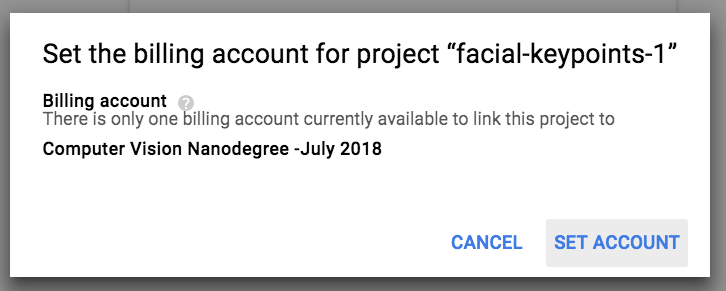 Set the billing account for project “facial-keypoints-1”
Billing account ?
There is only one billing account currently available to link this project to
Computer Vision Nanodegree -July 2018
CANCEL SET ACCOUNT